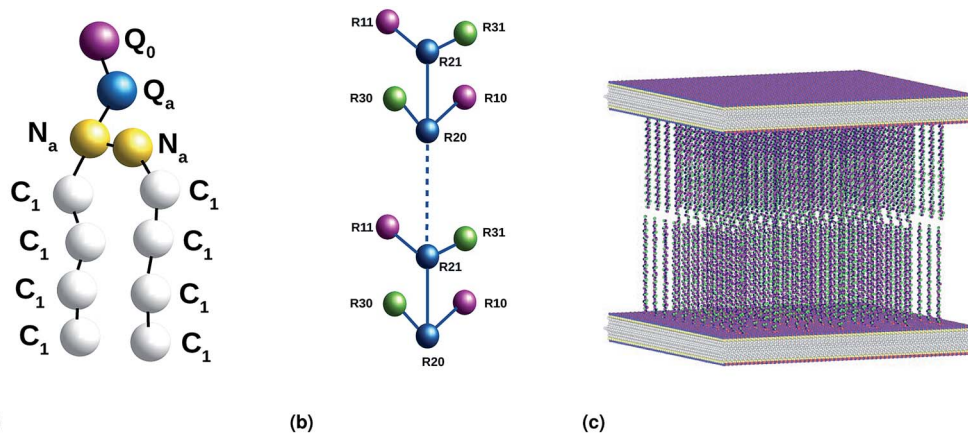 Q0
Qa
Na Na
C1 C1
C1 C1
C1 C1
C1 C1
R11 R31
R21
R30 R10
R20
R11 R31
R21
R30 R10
R20
(b) (c)